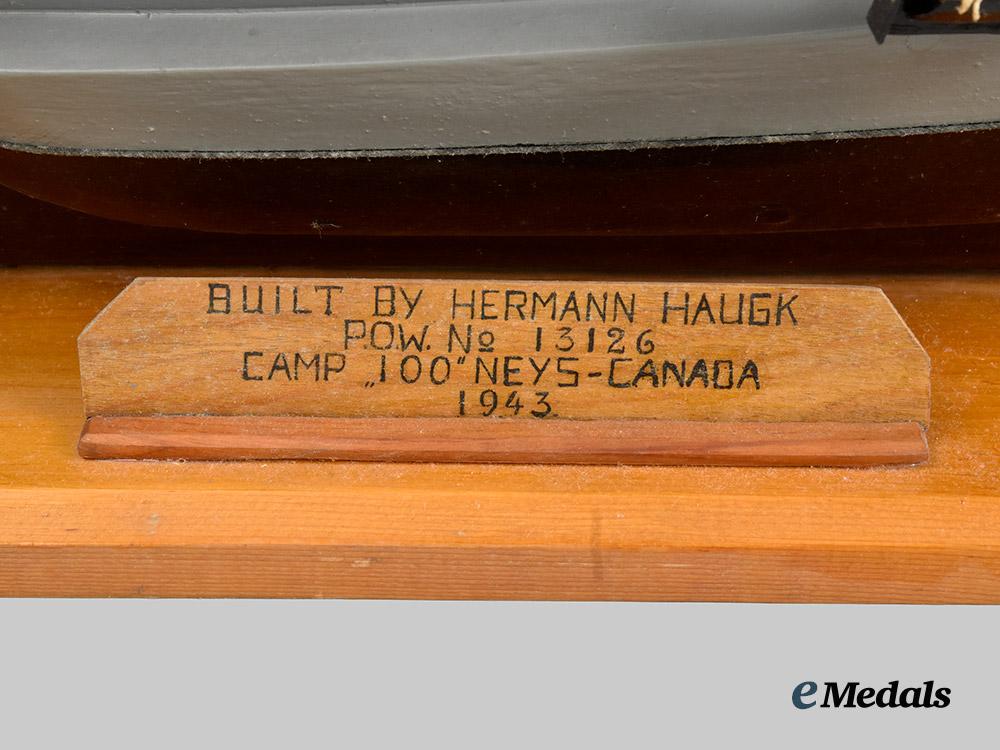 BUILT BY HERMANN HAUGK
P.O.W. No 13126
CAMP „100“ NEYS-CANADA
1943
eMedals